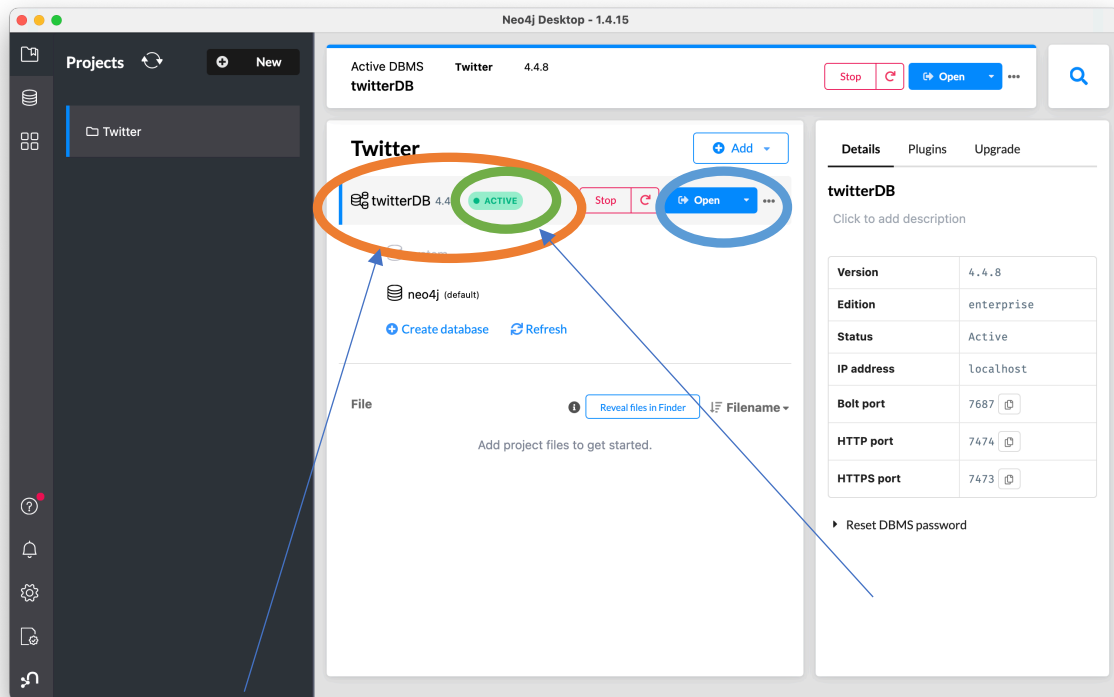 Neo4j Desktop - 1.4.15
Projects
New
Twitter
Active DBMS Twitter 4.4.8
twitterDB
Stop Open
Twitter
Add
twitterDB
ACTIVE
Stop Open
neo4j (default)
Create database Refresh
File
Reveal files in Finder Filename
Add project files to get started.
Details Plugins Upgrade
twitterDB
Click to add description
Version 4.4.8
Edition enterprise
Status Active
IP address localhost
Bolt port 7687
HTTP port 7474
HTTPS port 7473
Reset DBMS password